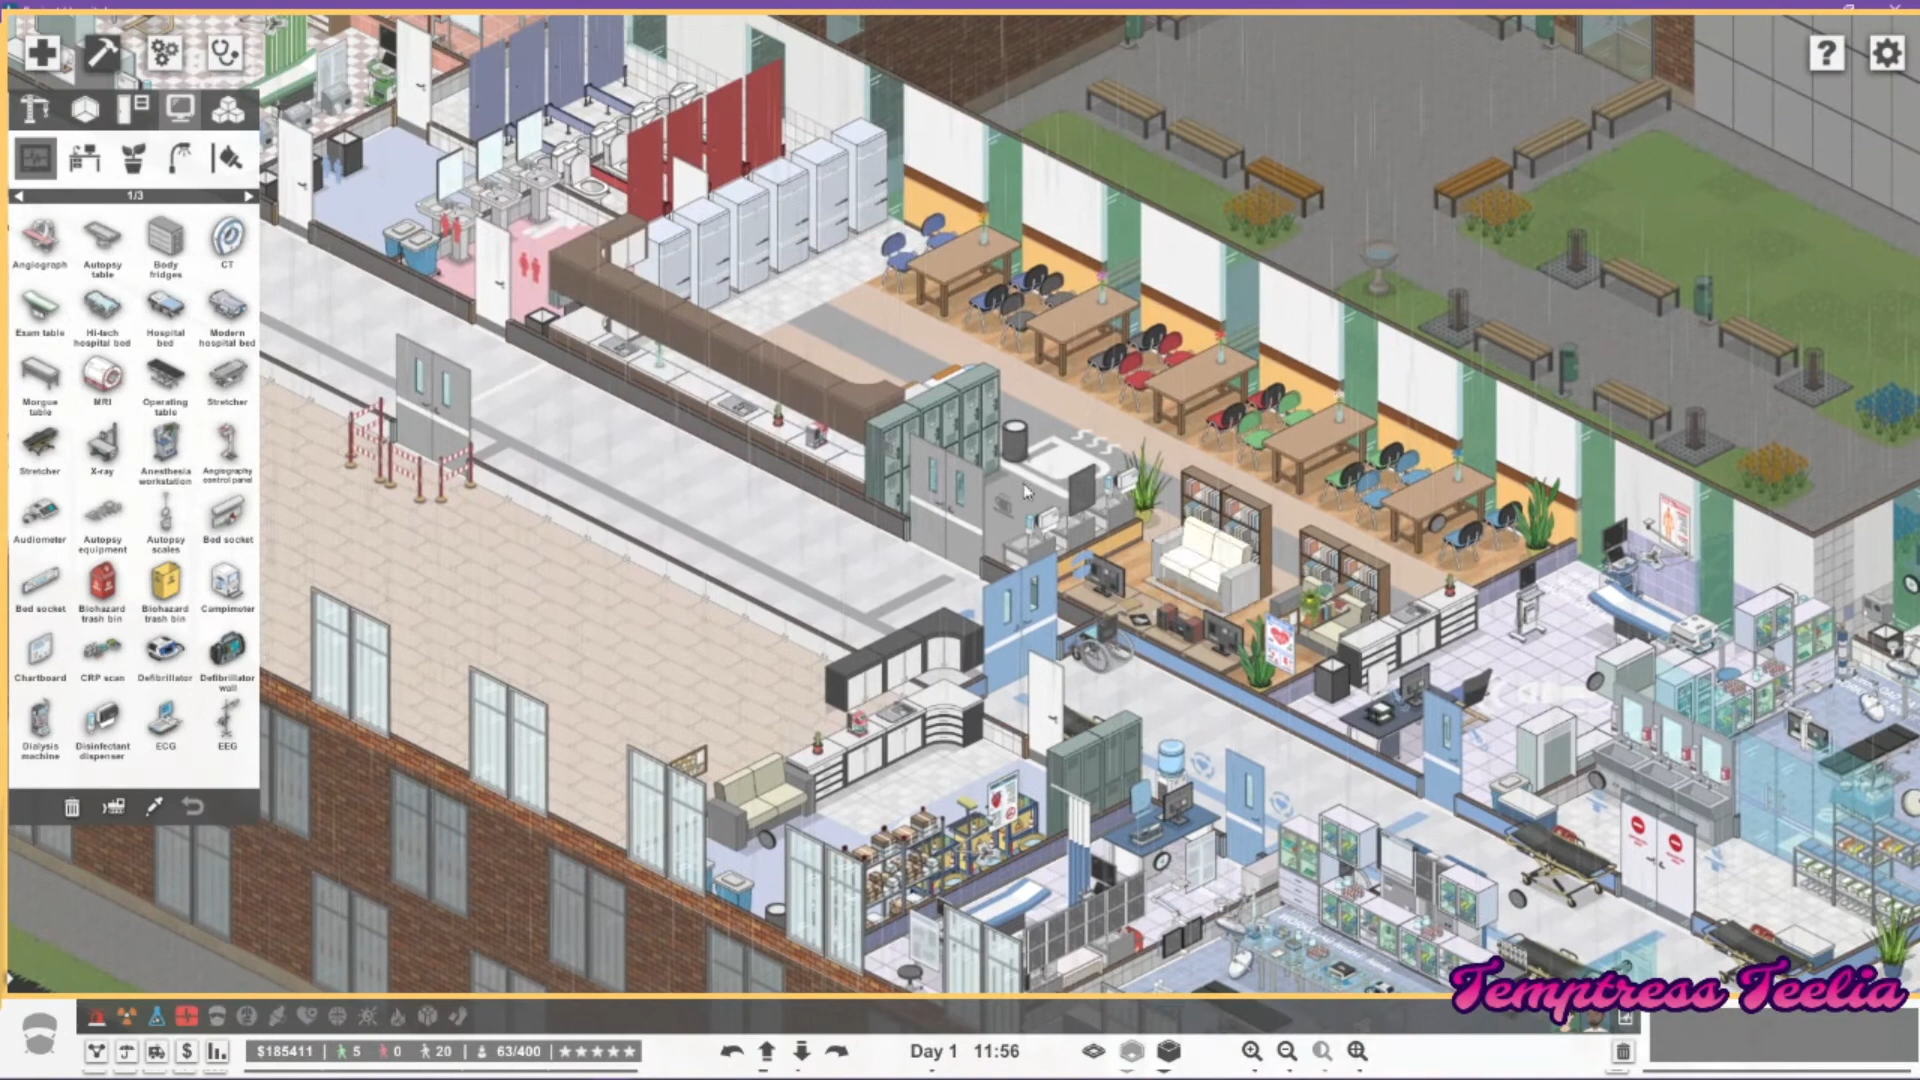 1/3
Angiograph
Autopsy table
Body fridges
CT
Exam table
Hi-tech hospital bed
Hospital bed
Modern hospital bed
Morgue table
MRI
Operating table
Stretcher
Stretcher
X-ray
Anesthesia workstation
Angiography control panel
Audiometer
Autopsy equipment
Autopsy scales
Bed socket
Bed socket
Biohazard trash bin
Biohazard trash bin
Campimeter
Chartboard
CRP scan
Defibrillator
Defibrillator wall
Dialysis machine
Disinfectant dispenser
ECG
EEG
Temptress Teelia
$185411 | 5 0 20 | 63/400 |
Day 1 11:56